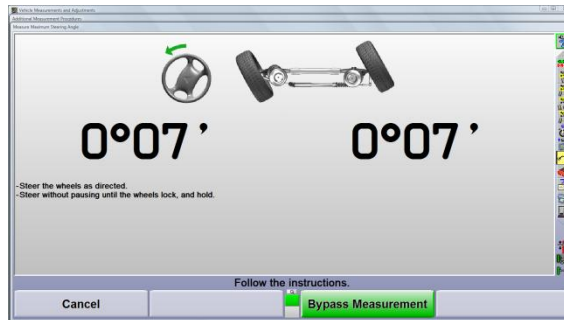 Vehicle Measurements and Adjustments
Additional Measurement Procedures
Measure Maximum Steering Angle
0°07' 0°07'
-Steer the wheels as directed.
-Steer without pausing until the wheels lock, and hold.
Follow the instructions.
Cancel Bypass Measurement